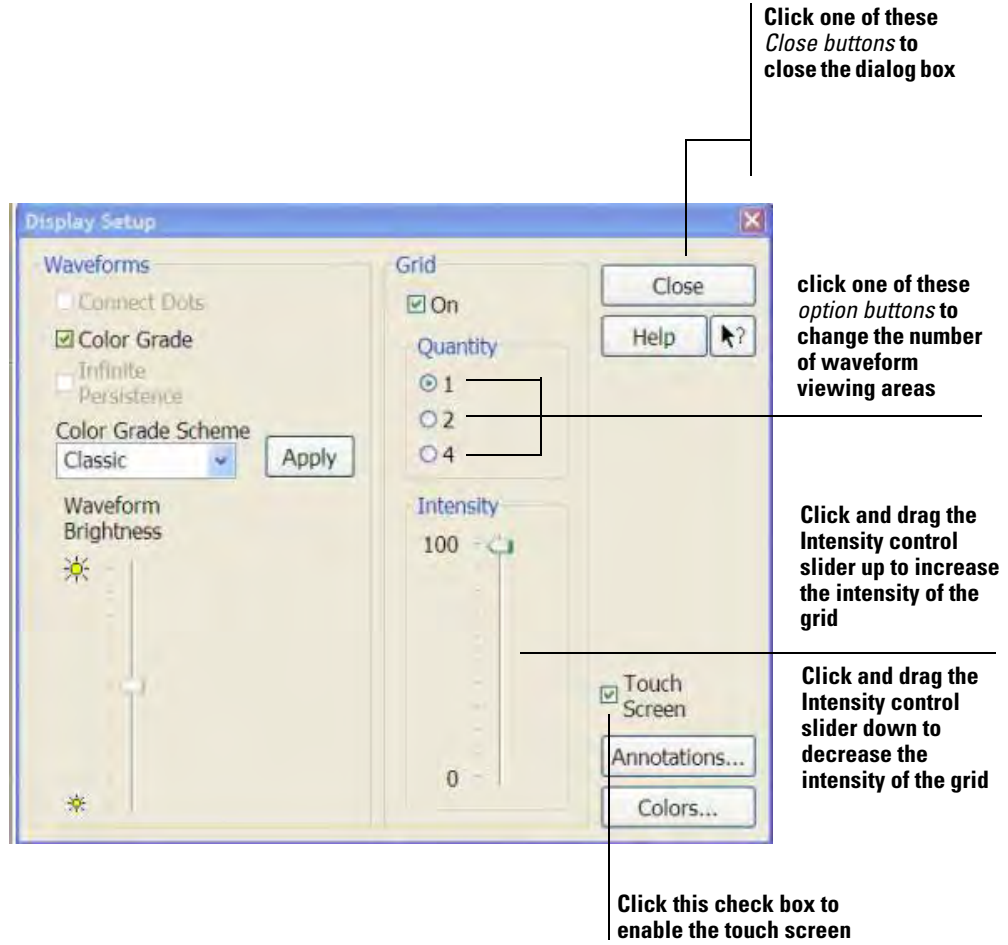 Click one of these
Close buttons to
close the dialog box
Display Setup
Waveforms
Connect Dots
Color Grade
Infinite
Persistence
Color Grade Scheme
Classic
Apply
Waveform
Brightness
Grid
On
Quantity
1
2
4
Intensity
100
0
Close
Help
?
Touch
Screen
Annotations...
Colors...
click one of these
option buttons to
change the number
of waveform
viewing areas
Click and drag the
Intensity control
slider up to increase
the intensity of the
grid
Click and drag the
Intensity control
slider down to
decrease the
intensity of the grid
Click this check box to
enable the touch screen